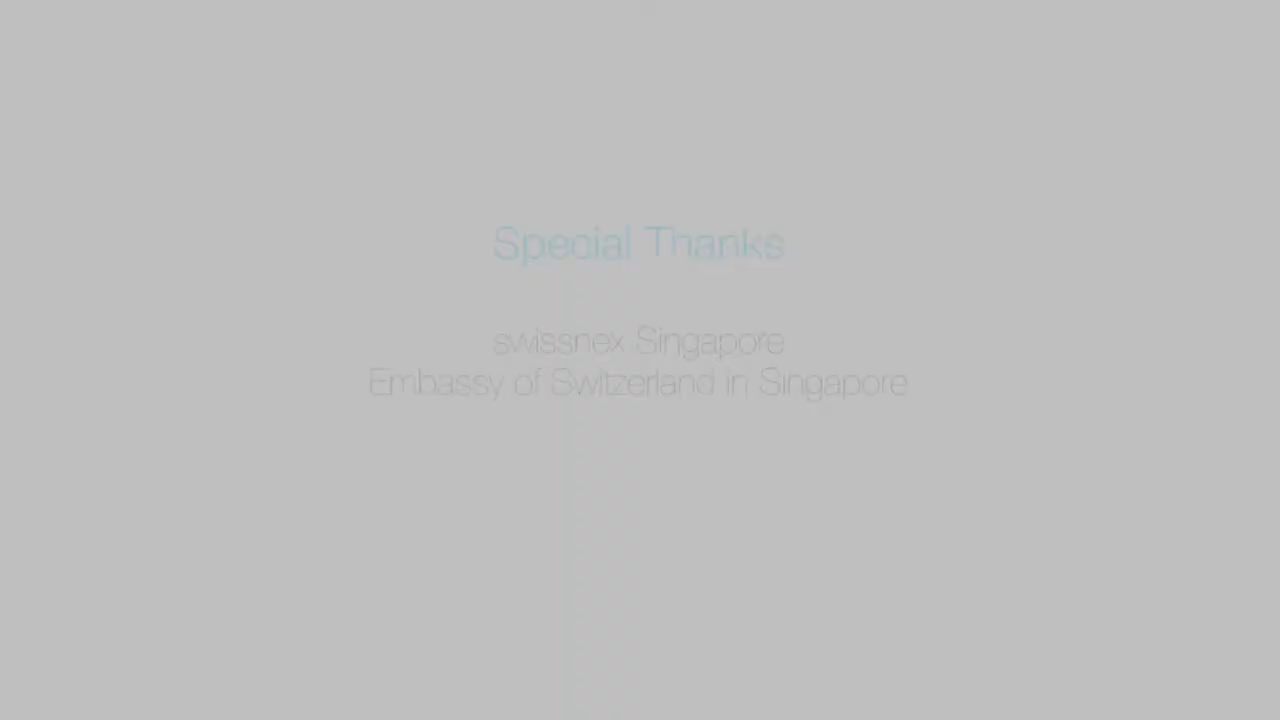 Special Thanks
swissnex Singapore
Embassy of Switzerland in Singapore